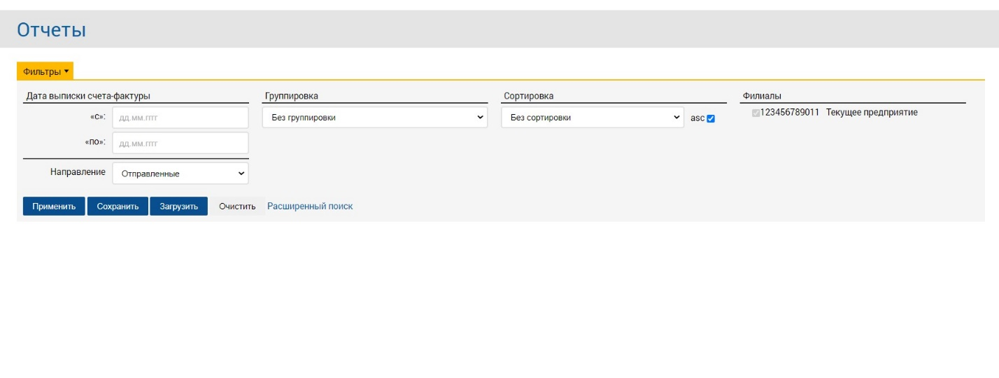 Отчеты
Фильтры
Дата выписки счета-фактуры
«с»: дд.мм.гггг
«по»: дд.мм.гггг
Направление Отправленные
Группировка
Без группировки
Сортировка
Без сортировки asc
Филиалы
123456789011 Текущее предприятие
Применить Сохранить Загрузить Очистить Расширенный поиск